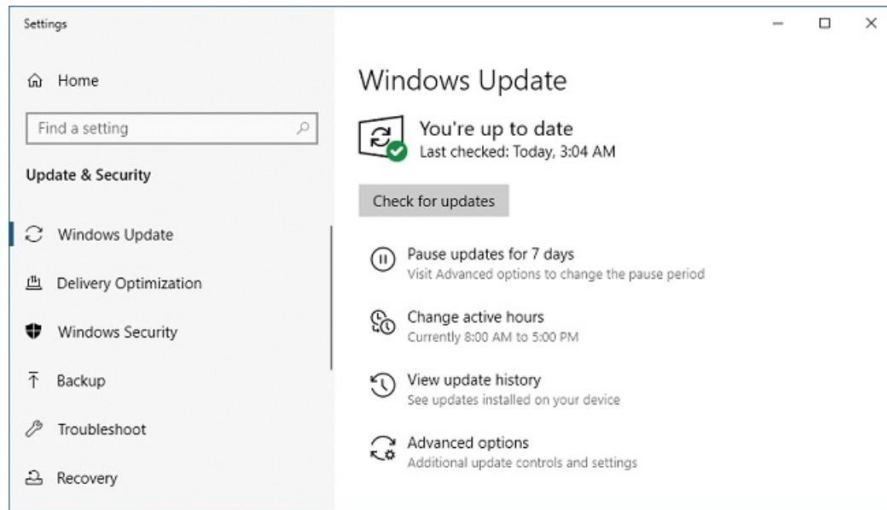 Settings
Home
Find a setting
Update & Security
Windows Update
Delivery Optimization
Windows Security
Backup
Troubleshoot
Recovery
Windows Update
You're up to date
Last checked: Today, 3:04 AM
Check for updates
Pause updates for 7 days
Visit Advanced options to change the pause period
Change active hours
Currently 8:00 AM to 5:00 PM
View update history
See updates installed on your device
Advanced options
Additional update controls and settings